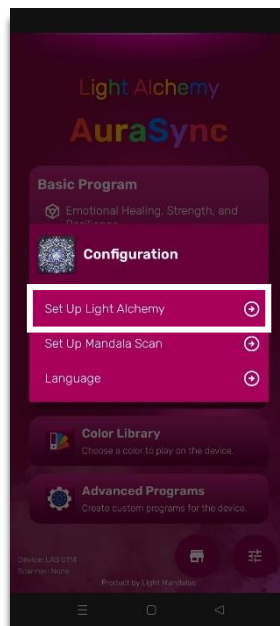 Light Alchemy
AuraSync
Basic Program
Emotional Healing, Strength, and
Resilience
Configuration
Set Up Light Alchemy
Set Up Mandala Scan
Language
Color Library
Choose a color to play on the device.
Advanced Programs
Create custom programs for the device.
Device: LAS 0114
Scanner: None
Product by Light Mandalas